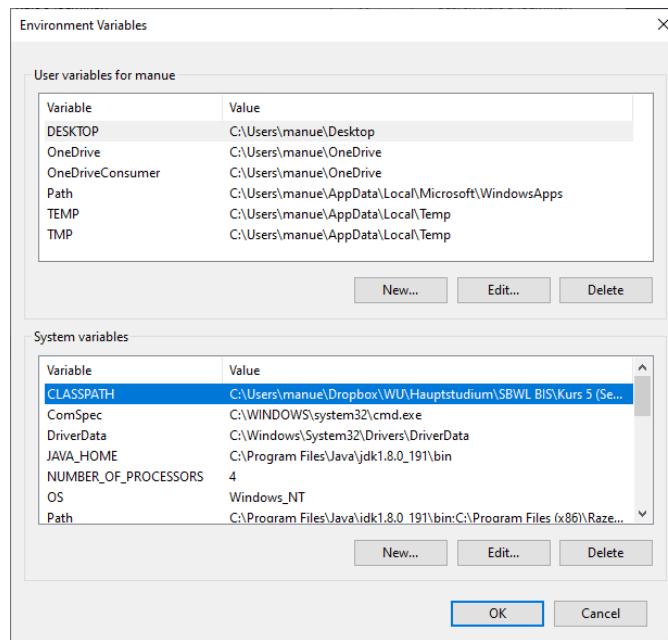 Environment Variables
User variables for manue
Variable Value
DESKTOP C:\Users\manue\Desktop
OneDrive C:\Users\manue\OneDrive
OneDriveConsumer C:\Users\manue\OneDrive
Path C:\Users\manue\AppData\Local\Microsoft\WindowsApps
TEMP C:\Users\manue\AppData\Local\Temp
TMP C:\Users\manue\AppData\Local\Temp
New... Edit... Delete
System variables
Variable Value
CLASSPATH C:\Users\manue\Dropbox\WU\Hauptstudium\SBWL BIS\Kurs 5 (Se...
ComSpec C:\WINDOWS\system32\cmd.exe
DriverData C:\Windows\System32\Drivers\DriverData
JAVA_HOME C:\Program Files\Java\jdk1.8.0_191\bin
NUMBER_OF_PROCESSORS 4
OS Windows_NT
Path C:\Program Files\Java\jdk1.8.0_191\bin;C:\Program Files (x86)\Raze...
New... Edit... Delete
OK Cancel